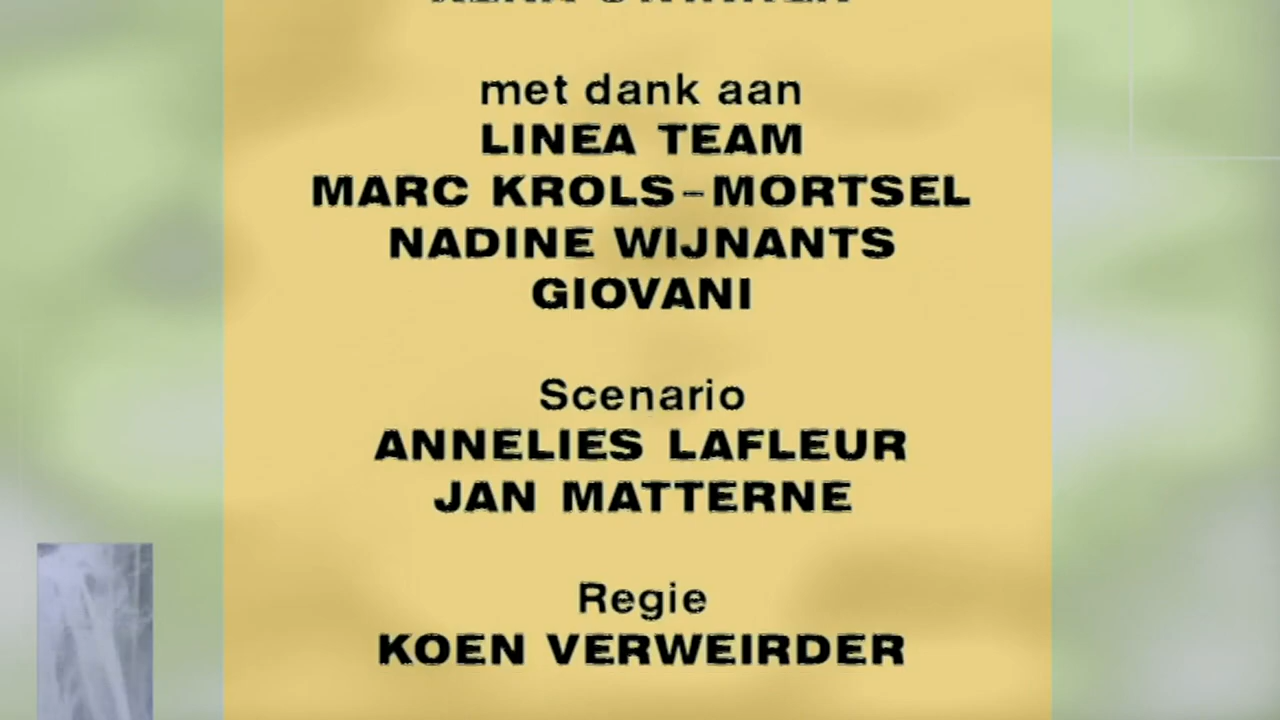 met dank aan
LINEA TEAM
MARC KROLS-MORTSEL
NADINE WIJNANTS
GIOVANI
Scenario
ANNELIES LAFLEUR
JAN MATTERNE
Regie
KOEN VERWEIRDER